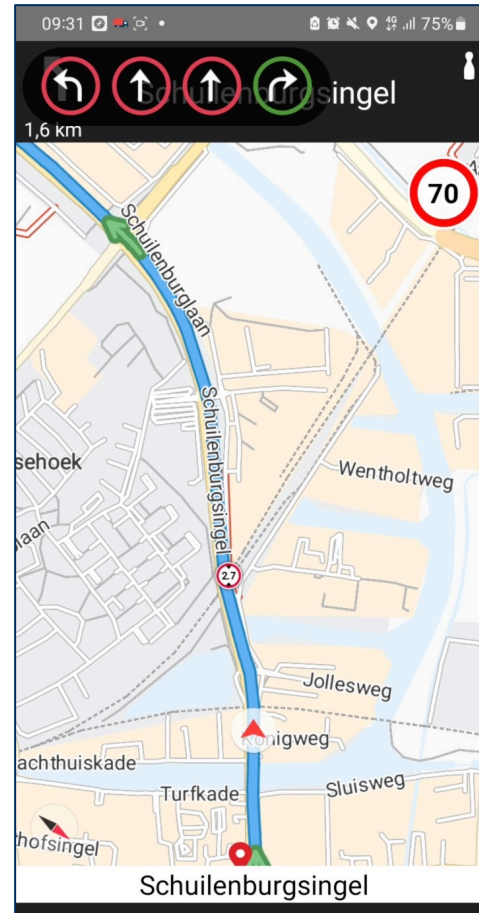 09:31
4G 75%
Schuilenburgsingel
1,6 km
70
Schuilenburglaan
Schuilenburgsingel
sehoek
Wentholtweg
laan
2.7
Jollesweg
Konigweg
achthuiskade
Turfkade
Sluisweg
hofsingel
Schuilenburgsingel